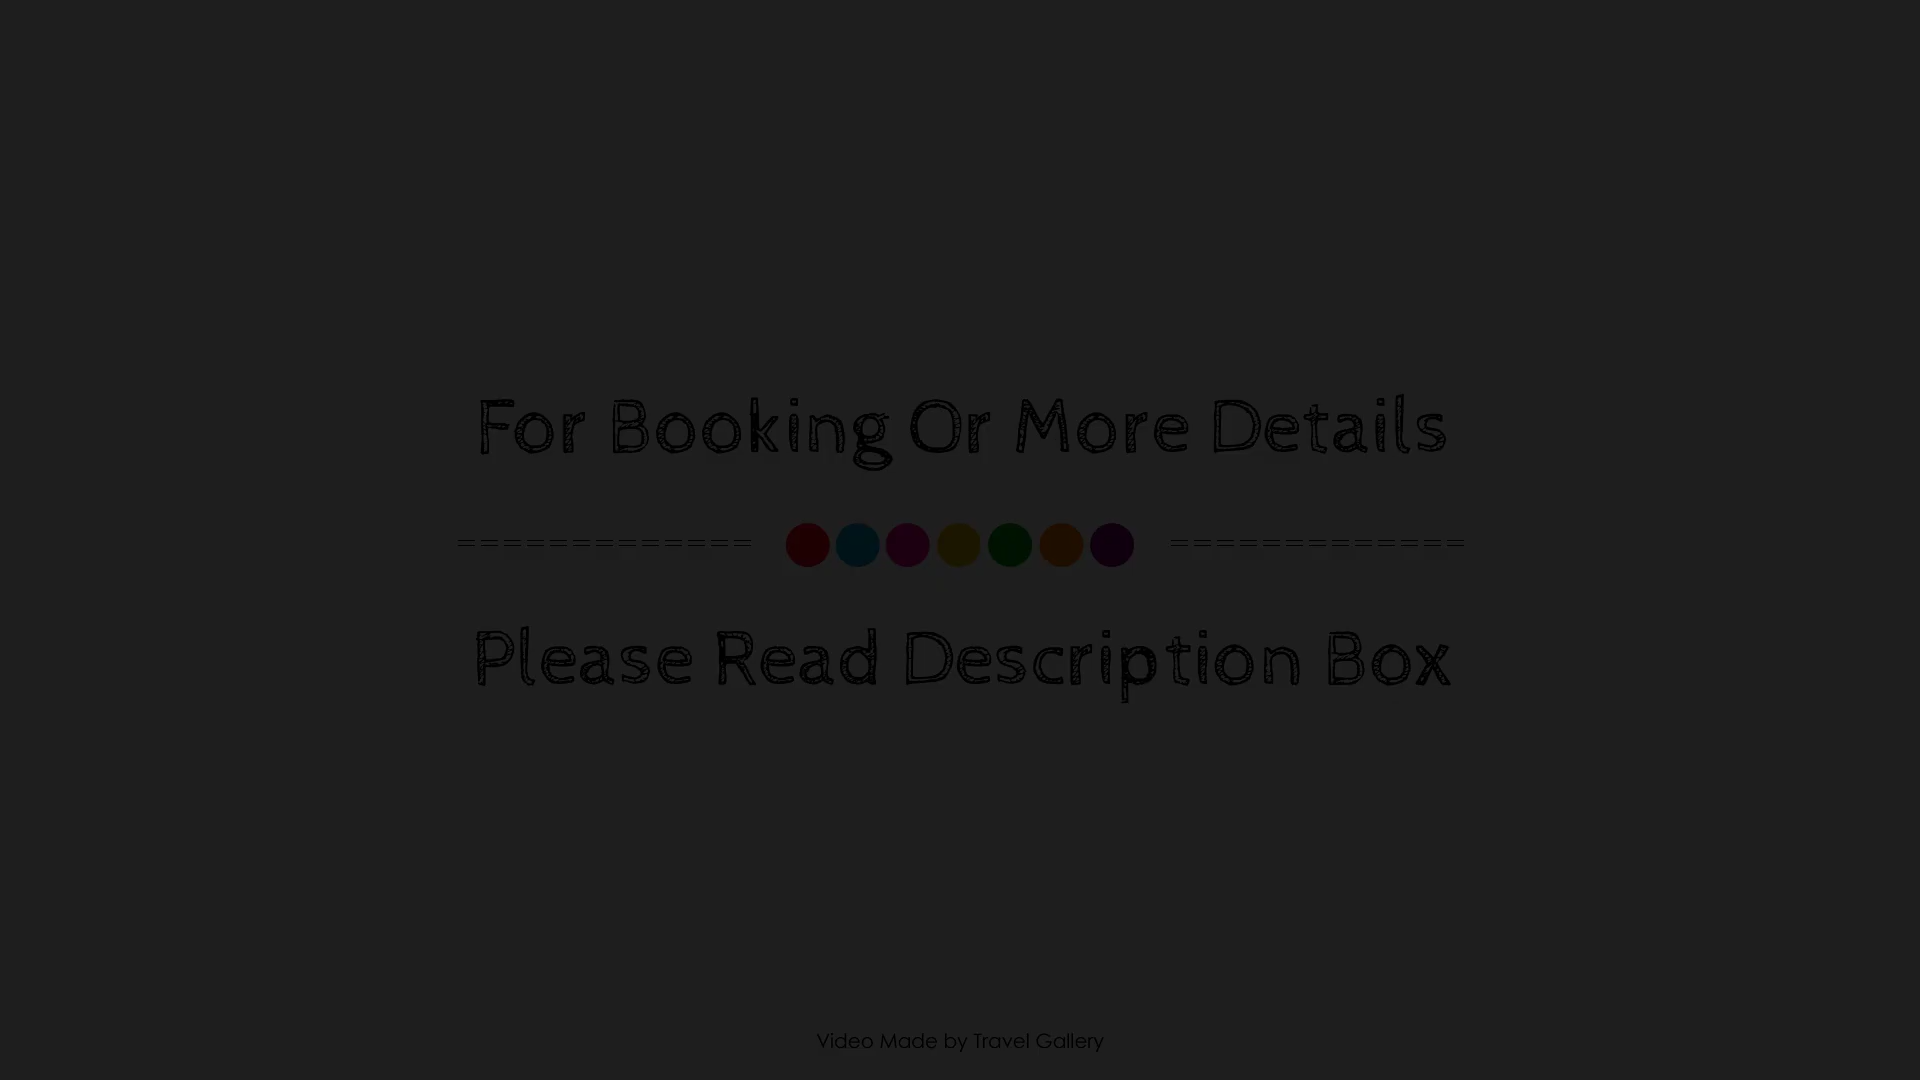 For Booking Or More Details
============= =============
Please Read Description Box
Video Made by Travel Gallery